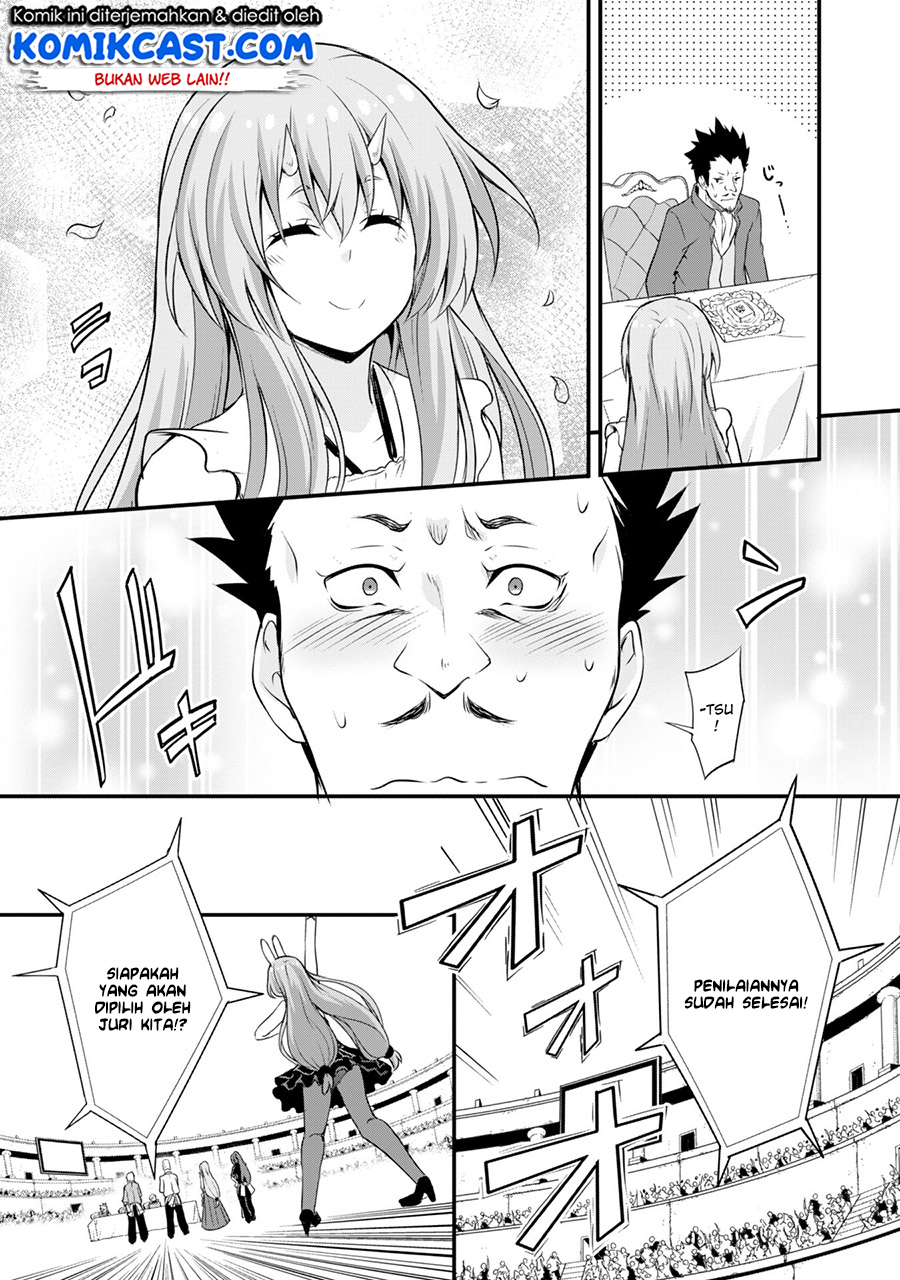 Komik ini diterjemahkan & diedit oleh
KOMIKCAST.COM
BUKAN WEB LAIN!!
じっ
ニコ
ドキ
-TSU
!
PENILAIANNYA
SUDAH SELESAI!
オオオオ
SIAPAKAH
YANG AKAN
DIPILIH OLEH
JURI KITA!?